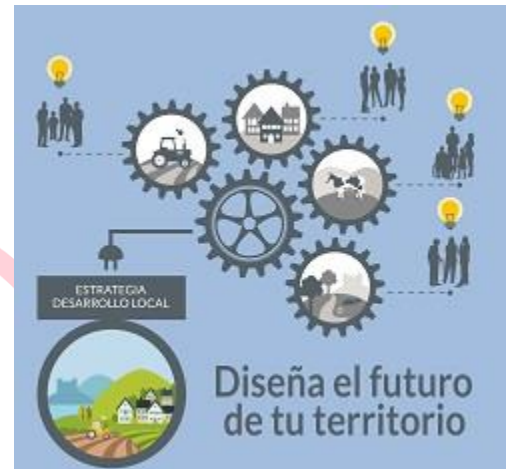 ESTRATEGIA
DESARROLLO LOCAL
Diseña el futuro
de tu territorio